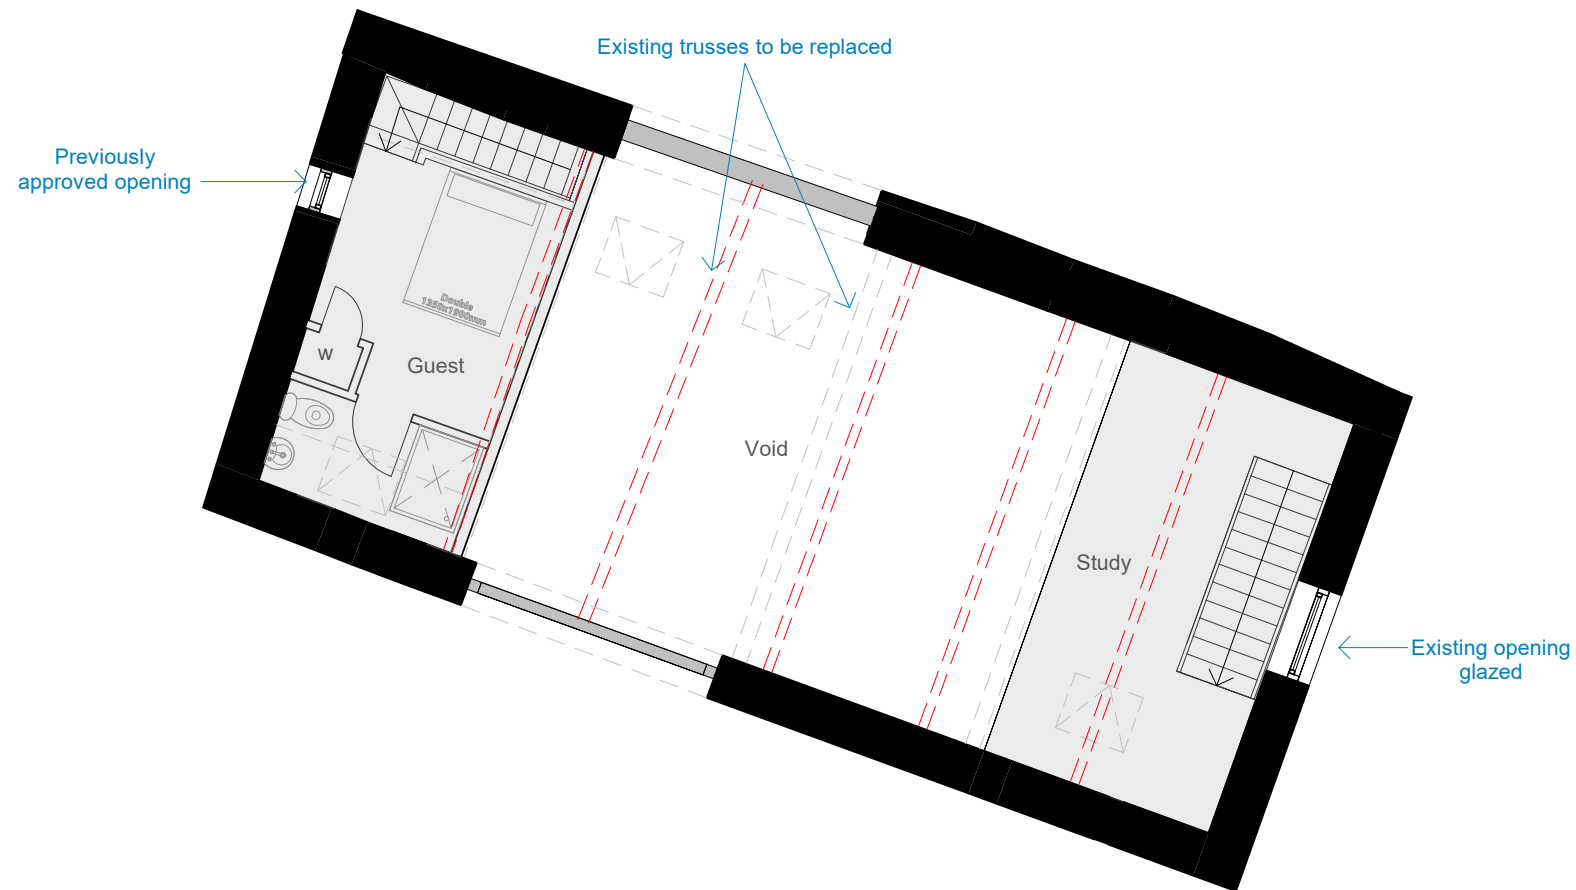 Existing trusses to be replaced
Previously
approved opening
Double
1350x1900mm
Guest
w
Void
Study
Existing opening
glazed